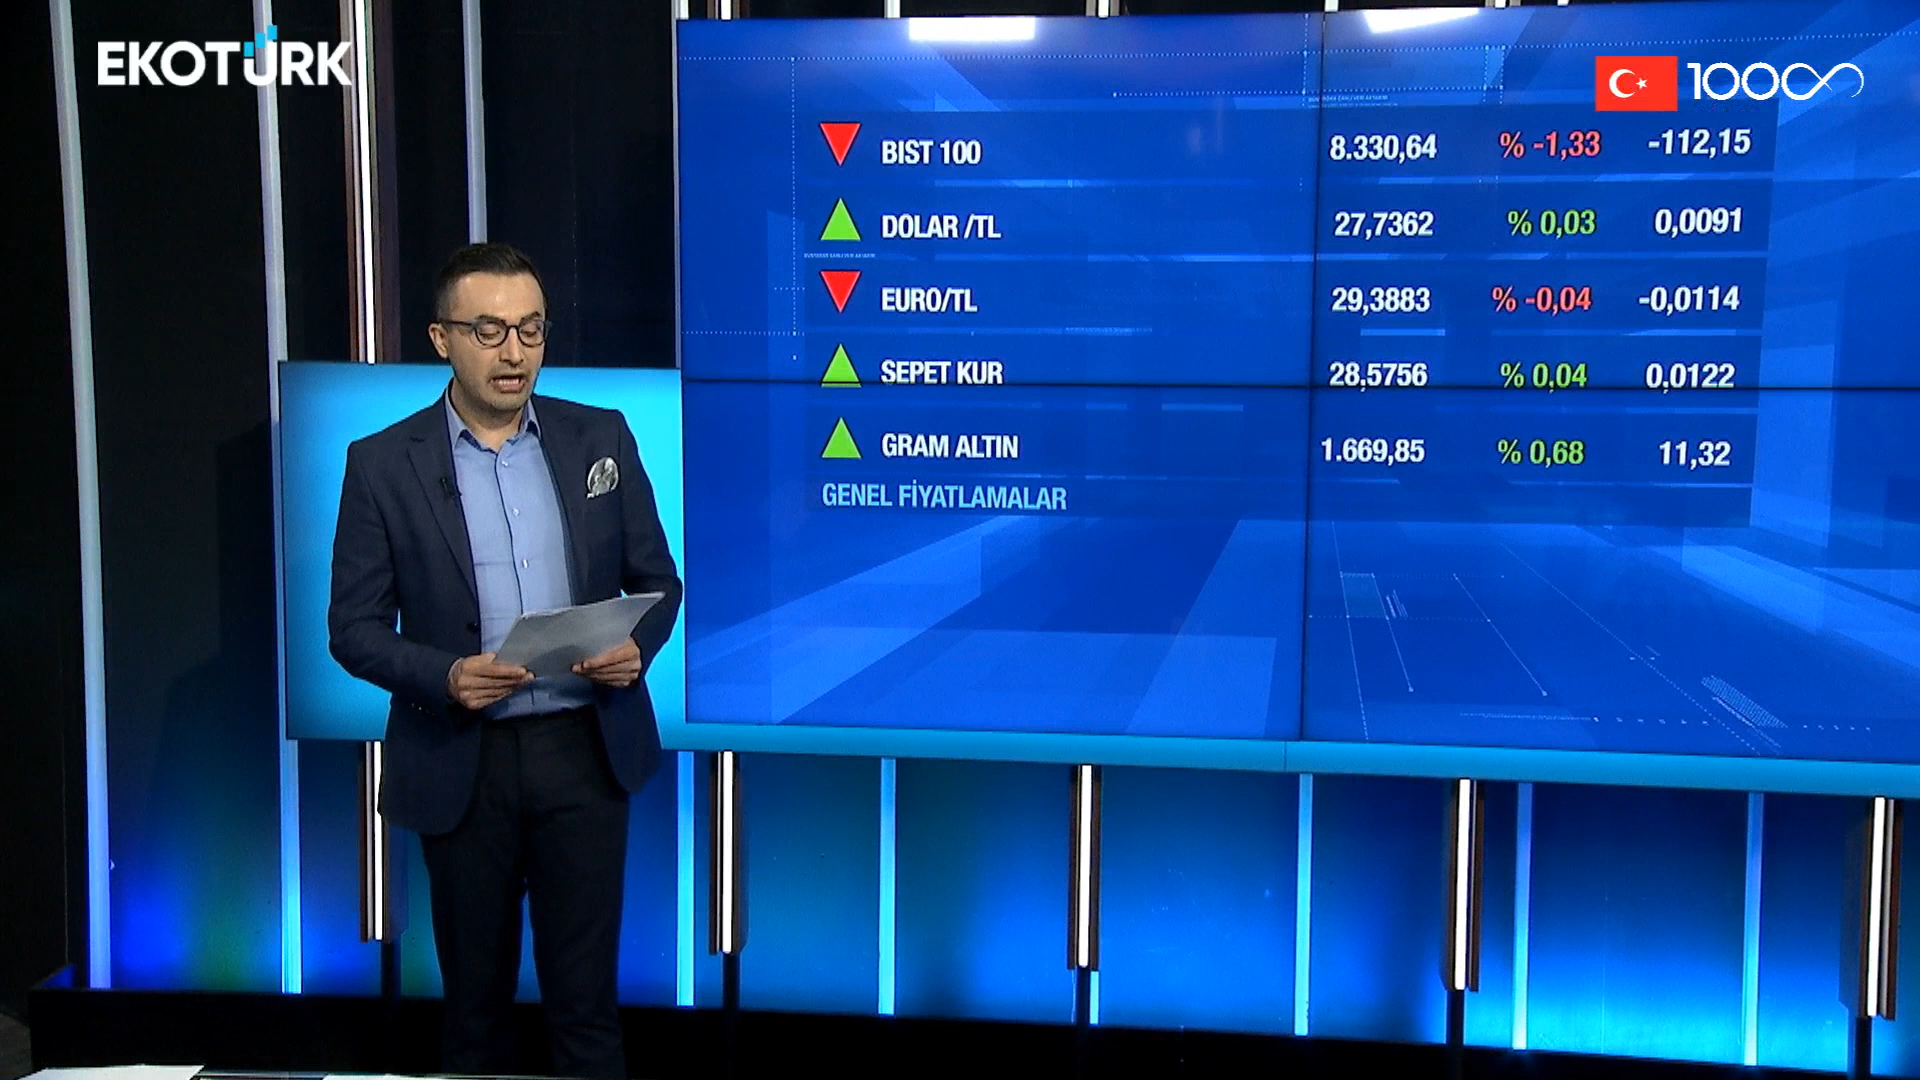 EKOTÜRK
100
BIST 100 8.330,64 % -1,33 -112,15
DOLAR /TL 27,7362 % 0,03 0,0091
EURO/TL 29,3883 % -0,04 -0,0114
SEPET KUR 28,5756 % 0,04 0,0122
GRAM ALTIN 1.669,85 % 0,68 11,32
GENEL FİYATLAMALAR